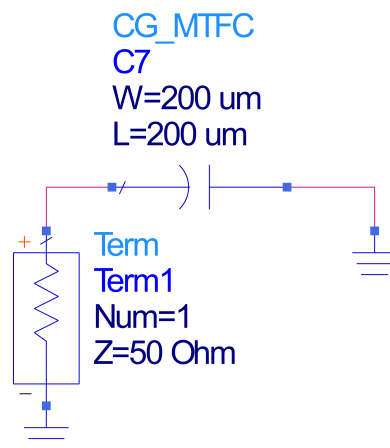 CG_MTFC
C7
W=200 um
L=200 um
+
Term
Term1
Num=1
Z=50 Ohm
-